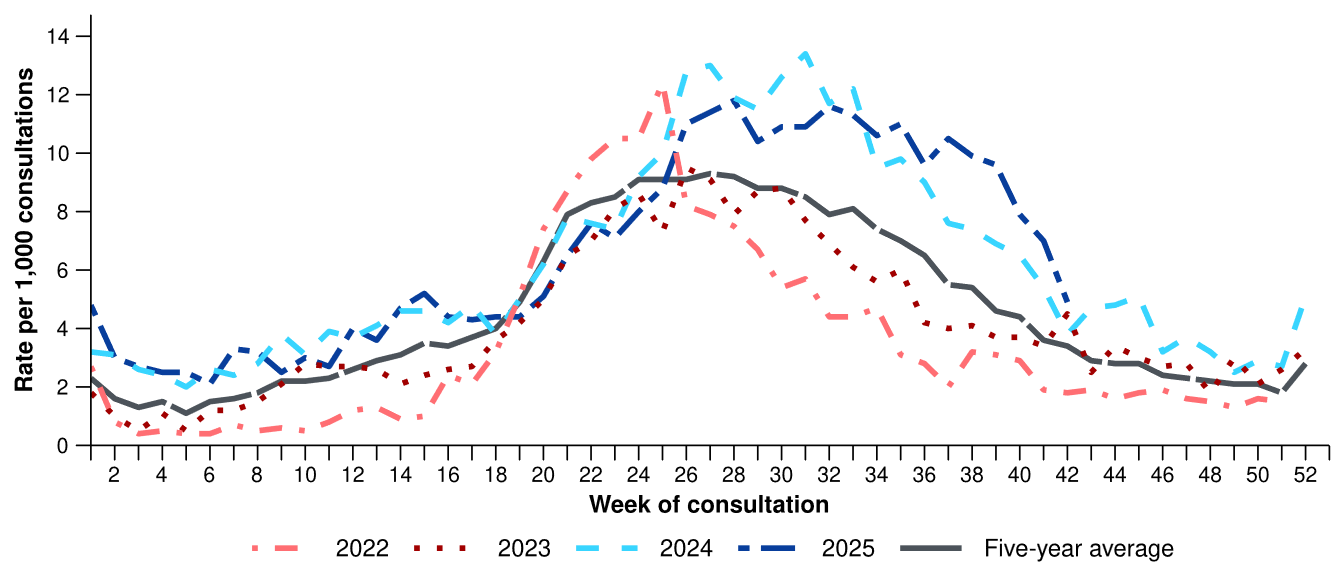 Rate per 1,000 consultations
14
12
10
8
6
4
2
0
2 4 6 8 10 12 14 16 18 20 22 24 26 28 30 32 34 36 38 40 42 44 46 48 50 52
Week of consultation
2022 2023 2024 2025 Five-year average